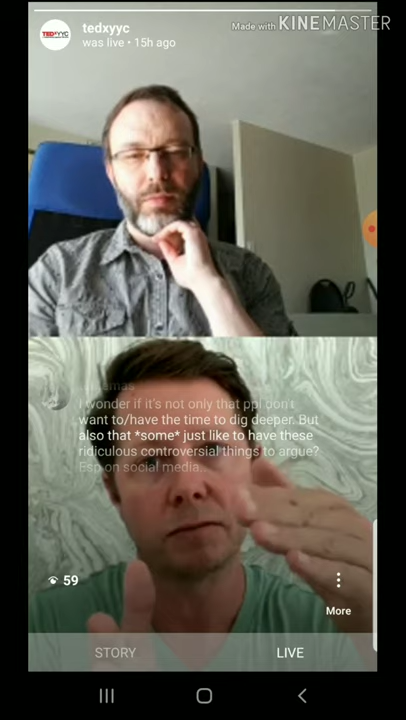 tedxyyc
was live • 15h ago
Made with KINEMASTER
TEDxYYC
I wonder if it's not only that ppl don't
want to/have the time to dig deeper. But
also that *some* just like to have these
ridiculous controversial things to argue?
Esp on social media.
59
More
STORY
LIVE